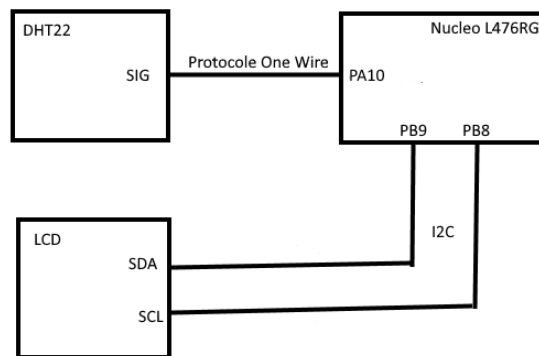 DHT22
Nucleo L476RG
Protocole One Wire
SIG
PA10
PB9 PB8
I2C
LCD
SDA
SCL